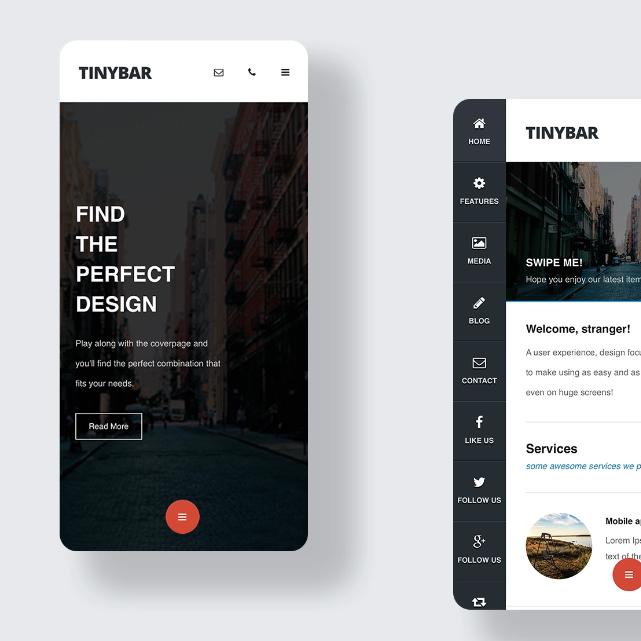 TINYBAR
FIND
THE
PERFECT
DESIGN
Play along with the coverpage and
you'll find the perfect combination that
fits your needs.
Read More
HOME
FEATURES
MEDIA
BLOG
CONTACT
LIKE US
FOLLOW US
FOLLOW US
TINYBAR
SWIPE ME!
Hope you enjoy our latest item
Welcome, stranger!
A user experience, design focu
to make using as easy and as
even on huge screens!
Services
some awesome services we p
Mobile a
Lorem Ips
text of the